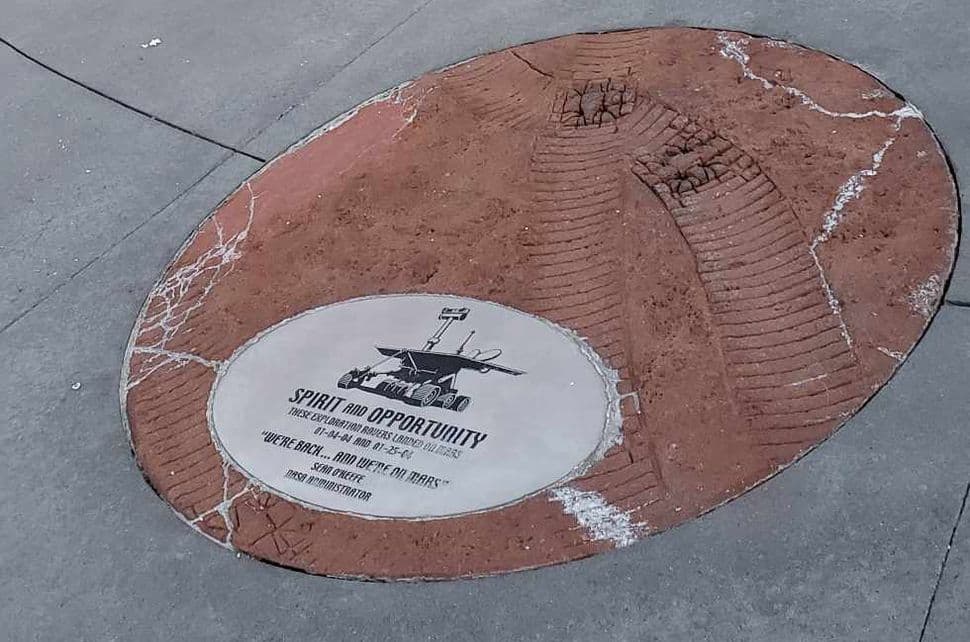 SPIRIT AND OPPORTUNITY
THESE EXPLORATION ROVERS LANDED ON MARS
01-04-04 AND 01-25-04
"WE'RE BACK... AND WE'RE ON MARS"
SEAN O'KEEFE
NASA ADMINISTRATOR